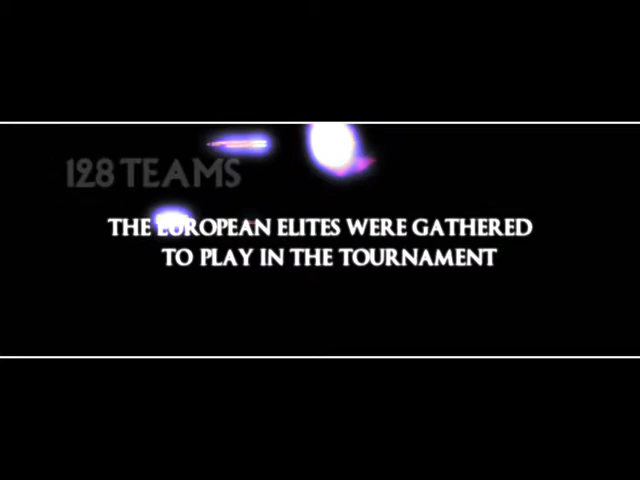 128 TEAMS
THE EUROPEAN ELITES WERE GATHERED
TO PLAY IN THE TOURNAMENT